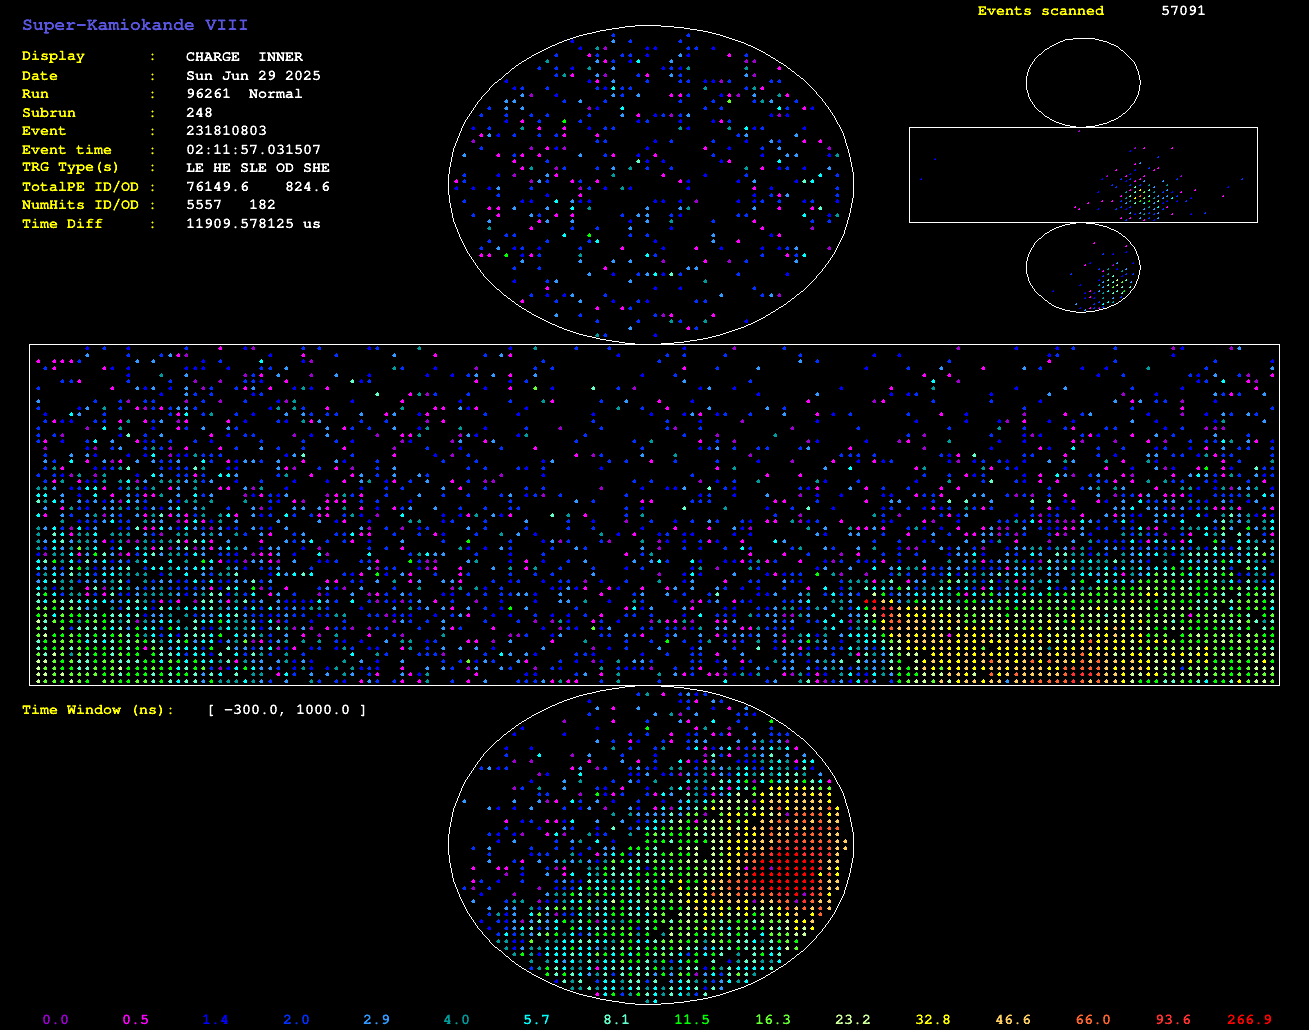 Super-Kamiokande VIII
Events scanned 57091
Display : CHARGE INNER
Date : Sun Jun 29 2025
Run : 96261 Normal
Subrun : 248
Event : 231810803
Event time : 02:11:57.031507
TRG Type(s) : LE HE SLE OD SHE
TotalPE ID/OD : 76149.6 824.6
NumHits ID/OD : 5557 182
Time Diff : 11909.578125 us
Time Window (ns): [ -300.0, 1000.0 ]
0.0 0.5 1.4 2.0 2.9 4.0 5.7 8.1 11.5 16.3 23.2 32.8 46.6 66.0 93.6 266.9